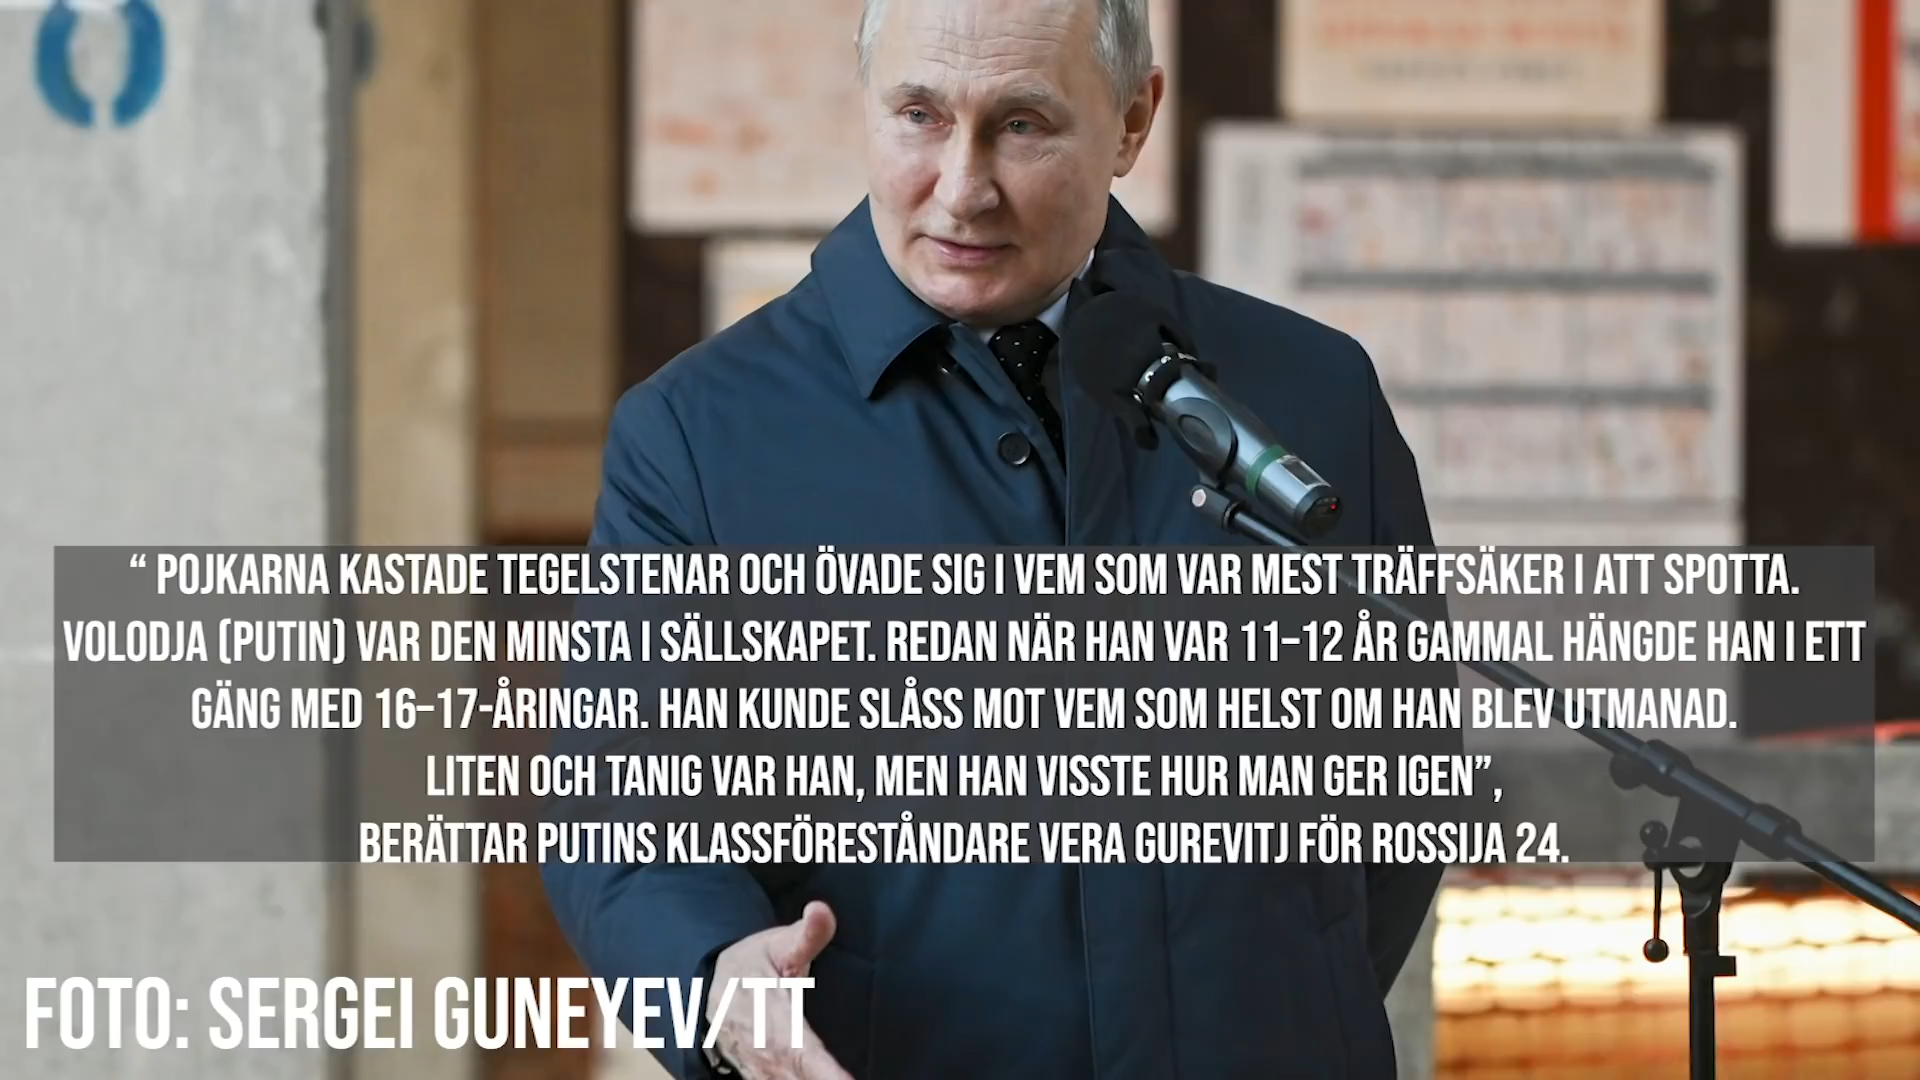 “ POJKARNA KASTADE TEGELSTENAR OCH ÖVADE SIG I VEM SOM VAR MEST TRÄFFSÄKER I ATT SPOTTA.
VOLODJA (PUTIN) VAR DEN MINSTA I SÄLLSKAPET. REDAN NÄR HAN VAR 11–12 ÅR GAMMAL HÄNGDE HAN I ETT
GÄNG MED 16–17-ÅRINGAR. HAN KUNDE SLÅSS MOT VEM SOM HELST OM HAN BLEV UTMANAD.
LITEN OCH TANIG VAR HAN, MEN HAN VISSTE HUR MAN GER IGEN”,
BERÄTTAR PUTINS KLASSFÖRESTÅNDARE VERA GUREVITJ FÖR ROSSIJA 24.
FOTO: SERGEI GUNEYEV/TT